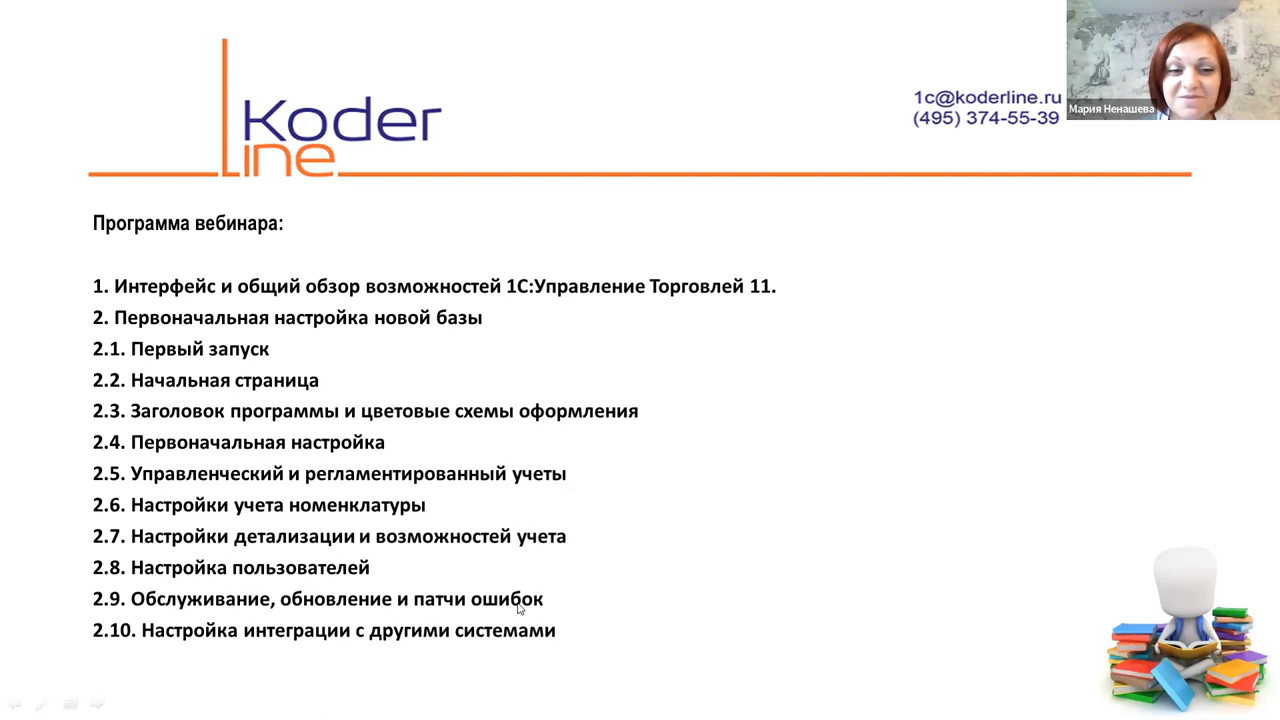 Koder
Line
1c@koderline.ru
(495) 374-55-39
Мария Ненашева
Программа вебинара:
1. Интерфейс и общий обзор возможностей 1С:Управление Торговлей 11.
2. Первоначальная настройка новой базы
2.1. Первый запуск
2.2. Начальная страница
2.3. Заголовок программы и цветовые схемы оформления
2.4. Первоначальная настройка
2.5. Управленческий и регламентированный учеты
2.6. Настройки учета номенклатуры
2.7. Настройки детализации и возможностей учета
2.8. Настройка пользователей
2.9. Обслуживание, обновление и патчи ошибок
2.10. Настройка интеграции с другими системами